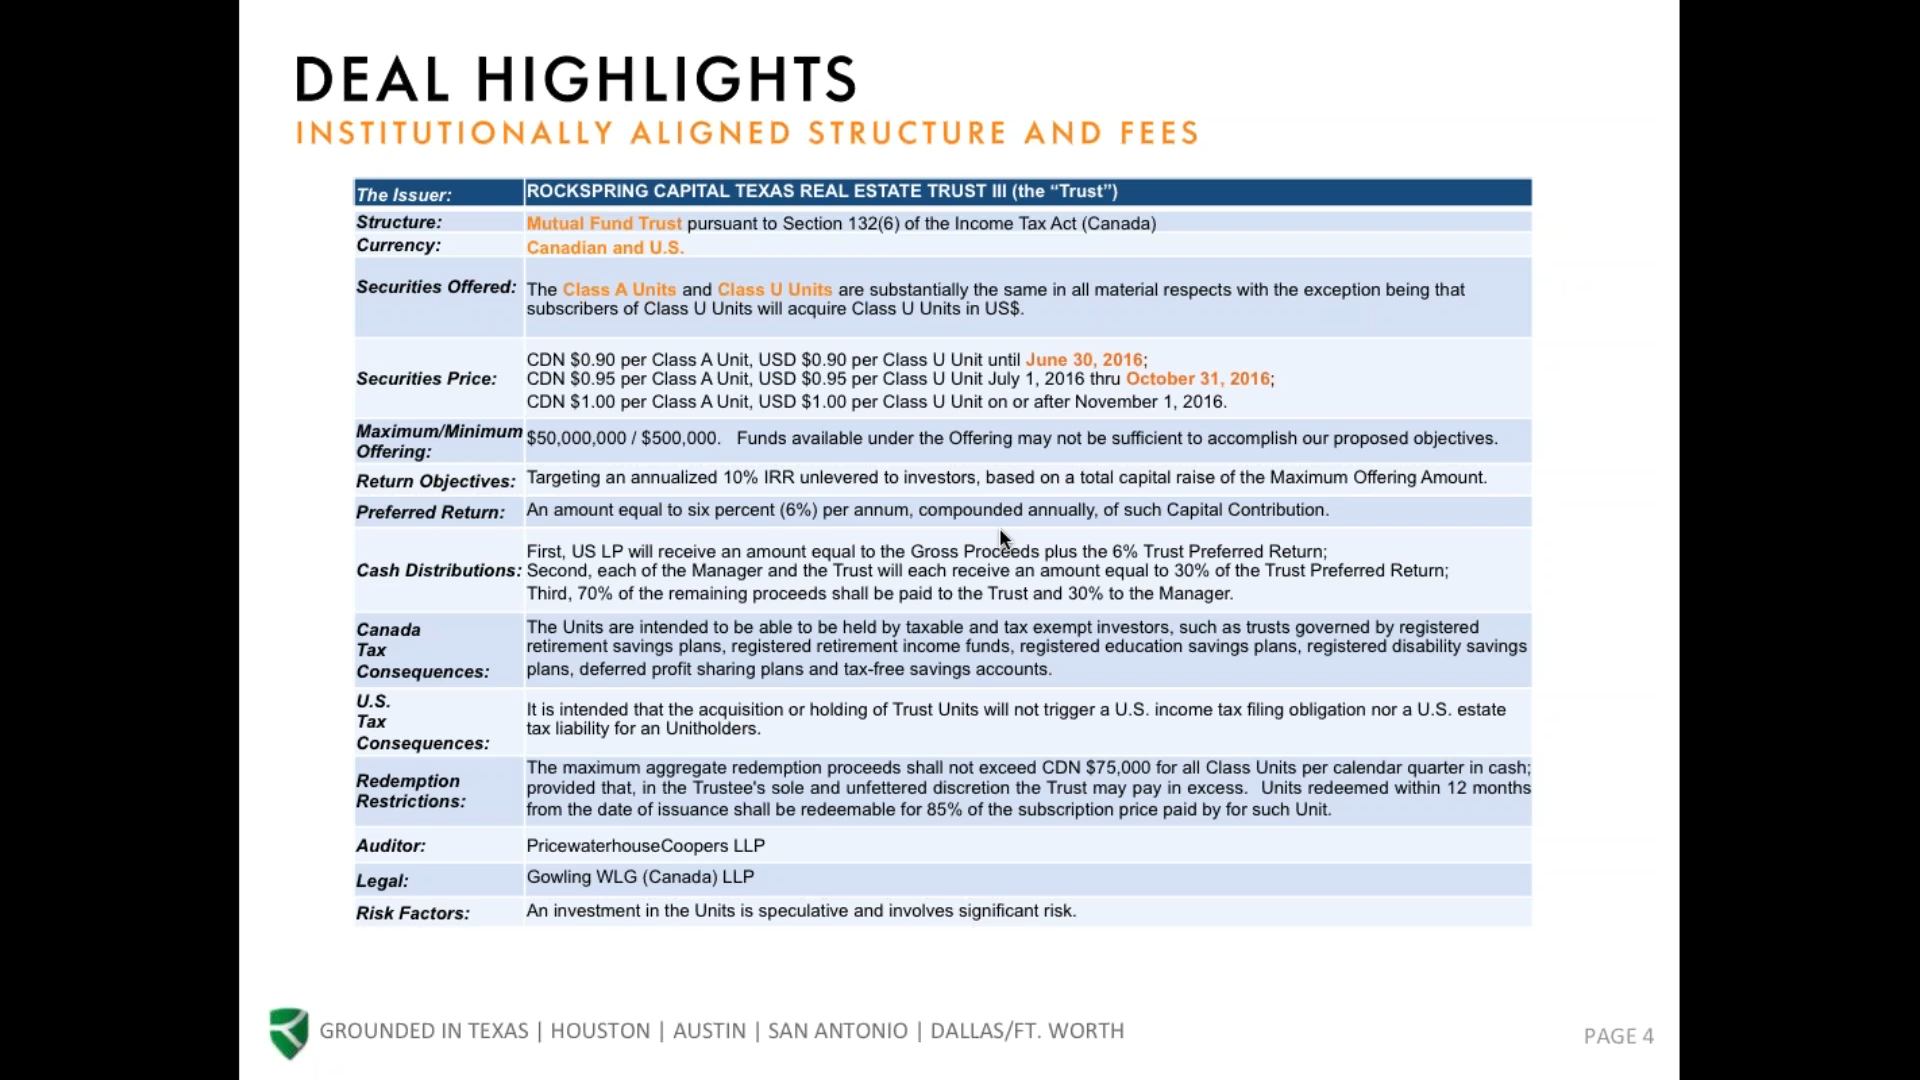 DEAL HIGHLIGHTS
INSTITUTIONALLY ALIGNED STRUCTURE AND FEES
The Issuer: ROCKSPRING CAPITAL TEXAS REAL ESTATE TRUST III (the “Trust”)
Structure: Mutual Fund Trust pursuant to Section 132(6) of the Income Tax Act (Canada)
Currency: Canadian and U.S.
Securities Offered: The Class A Units and Class U Units are substantially the same in all material respects with the exception being that
subscribers of Class U Units will acquire Class U Units in US$.
Securities Price:
CDN $0.90 per Class A Unit, USD $0.90 per Class U Unit until June 30, 2016;
CDN $0.95 per Class A Unit, USD $0.95 per Class U Unit July 1, 2016 thru October 31, 2016;
CDN $1.00 per Class A Unit, USD $1.00 per Class U Unit on or after November 1, 2016.
Maximum/Minimum
Offering:
$50,000,000 / $500,000. Funds available under the Offering may not be sufficient to accomplish our proposed objectives.
Return Objectives: Targeting an annualized 10% IRR unlevered to investors, based on a total capital raise of the Maximum Offering Amount.
Preferred Return: An amount equal to six percent (6%) per annum, compounded annually, of such Capital Contribution.
Cash Distributions:
First, US LP will receive an amount equal to the Gross Proceeds plus the 6% Trust Preferred Return;
Second, each of the Manager and the Trust will each receive an amount equal to 30% of the Trust Preferred Return;
Third, 70% of the remaining proceeds shall be paid to the Trust and 30% to the Manager.
Canada
Tax
Consequences:
The Units are intended to be able to be held by taxable and tax exempt investors, such as trusts governed by registered
retirement savings plans, registered retirement income funds, registered education savings plans, registered disability savings
plans, deferred profit sharing plans and tax-free savings accounts.
U.S.
Tax
Consequences:
It is intended that the acquisition or holding of Trust Units will not trigger a U.S. income tax filing obligation nor a U.S. estate
tax liability for an Unitholders.
Redemption
Restrictions:
The maximum aggregate redemption proceeds shall not exceed CDN $75,000 for all Class Units per calendar quarter in cash;
provided that, in the Trustee's sole and unfettered discretion the Trust may pay in excess. Units redeemed within 12 months
from the date of issuance shall be redeemable for 85% of the subscription price paid by for such Unit.
Auditor: PricewaterhouseCoopers LLP
Legal: Gowling WLG (Canada) LLP
Risk Factors: An investment in the Units is speculative and involves significant risk.
GROUNDED IN TEXAS | HOUSTON | AUSTIN | SAN ANTONIO | DALLAS/FT. WORTH
PAGE 4